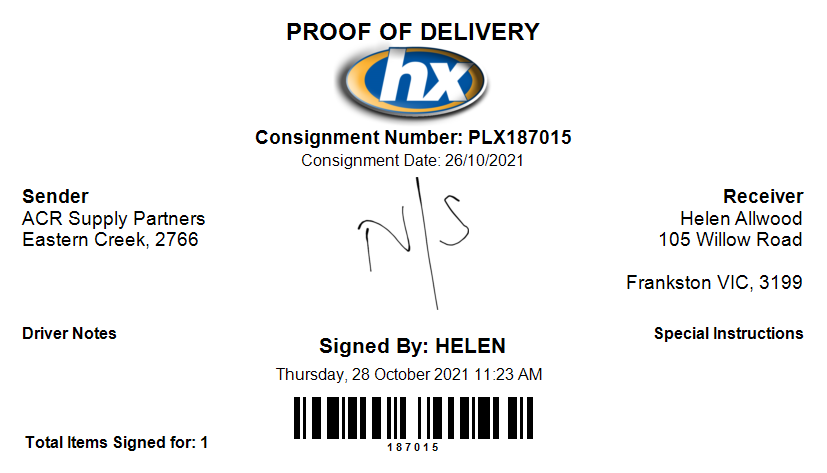 PROOF OF DELIVERY
hx
Consignment Number: PLX187015
Consignment Date: 26/10/2021
Sender
ACR Supply Partners
Eastern Creek, 2766
N/S
Receiver
Helen Allwood
105 Willow Road
Frankston VIC, 3199
Driver Notes
Signed By: HELEN
Thursday, 28 October 2021 11:23 AM
Special Instructions
187015
Total Items Signed for: 1